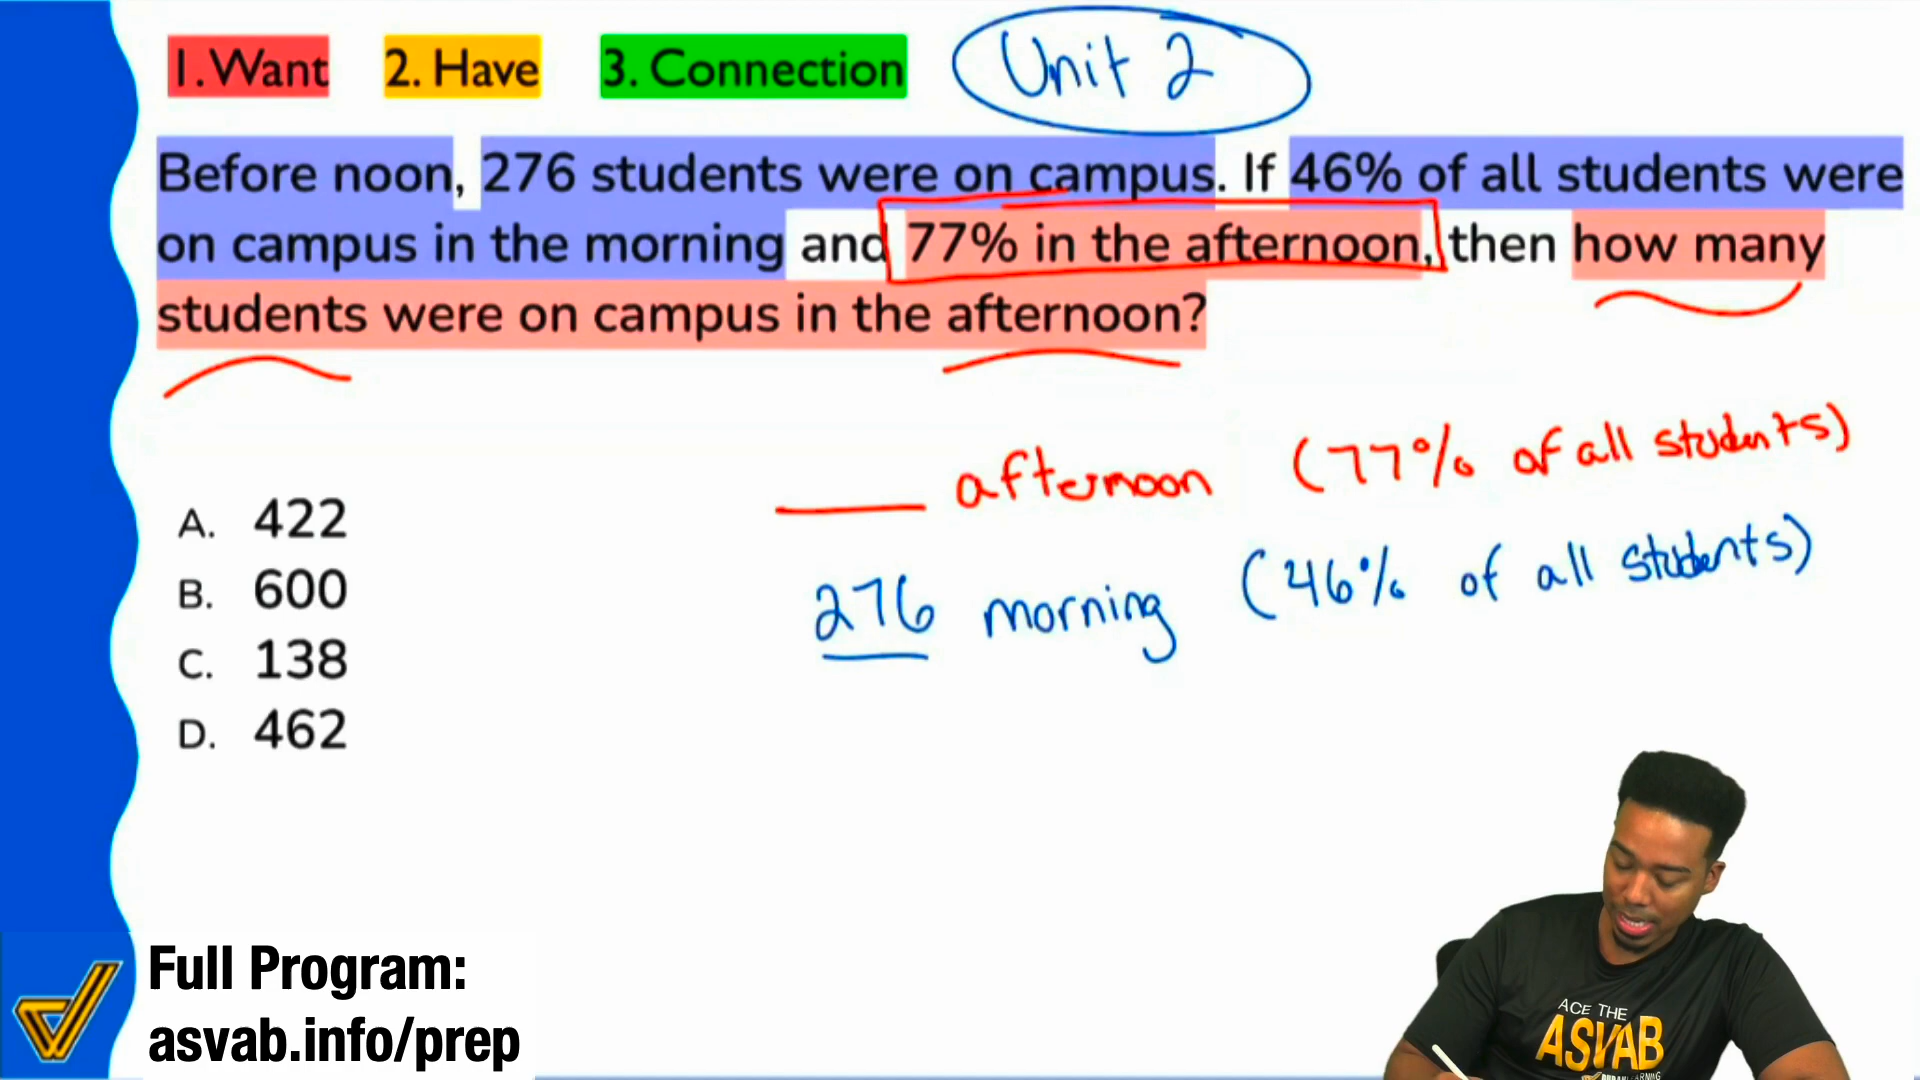 1. Want 2. Have 3. Connection Unit 2
Before noon, 276 students were on campus. If 46% of all students were
on campus in the morning and 77% in the afternoon, then how many
students were on campus in the afternoon?
____ afternoon (77% of all students)
276 morning (46% of all students)
A. 422
B. 600
C. 138
D. 462
Full Program:
asvab.info/prep
ACE THE
ASVAB